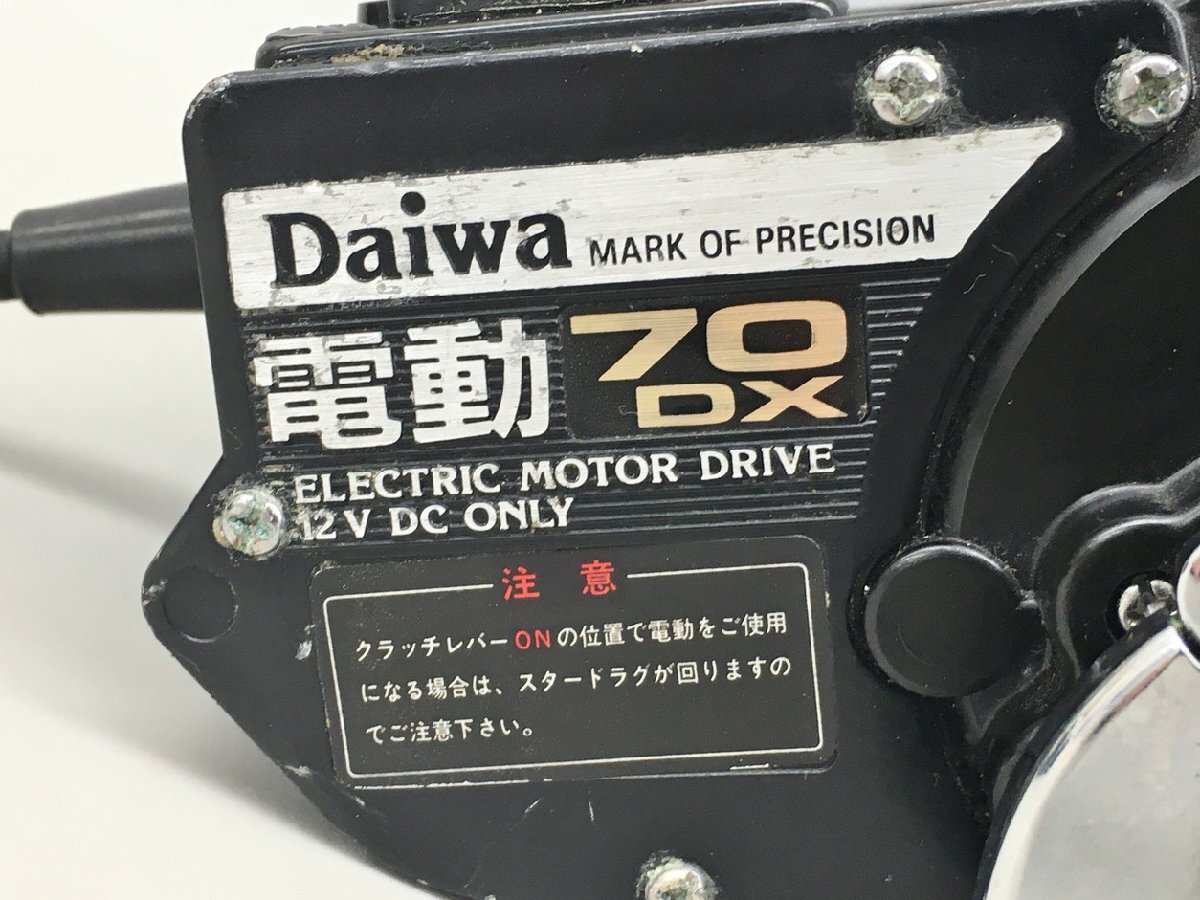 Daiwa MARK OF PRECISION
電動 70 DX
ELECTRIC MOTOR DRIVE
12V DC ONLY
注意
クラッチレバーONの位置で電動をご使用
になる場合は、スタードラグが回りますの
でご注意下さい。